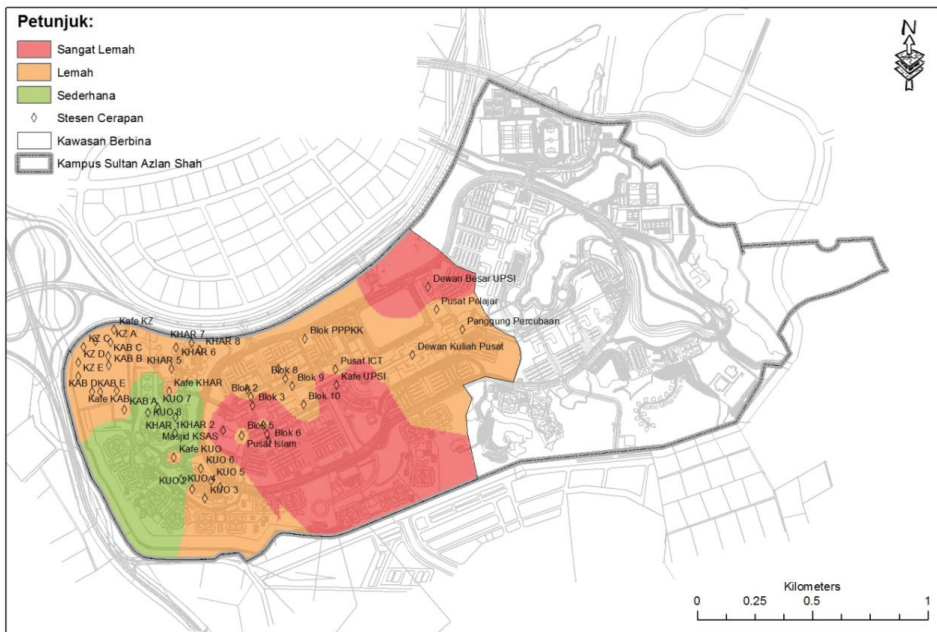 Petunjuk:
Sangat Lemah
Lemah
Sederhana
Stesen Cerapan
Kawasan Berbina
Kampus Sultan Azlan Shah
N
Dewan Besar UPSI
Pusat Pelajar
Panggung Percubaan
Kafe KZ
KZ A
KHAR 7
Blok PPPKK
KZ C
KAB C
KHAR 8
KHAR 6
Dewan Kuliah Pusat
KZ D
KAB B
KHAR 5
Pusat ICT
KZ E
Blok 8
Kafe UPSI
KAB D
KAB E
Kafe KHAR
Blok 2
Blok 9
Kafe KAB
KAB A
KUO 7
Blok 3
Blok 10
KUO 8
KHAR 1
KHAR 2
Blok 5
Masjid KSAS
Blok 6
Pusat Islam
Kafe KUO
KUO 6
KUO 5
KUO 2
KUO 4
KUO 3
Kilometers
0 0.25 0.5 1